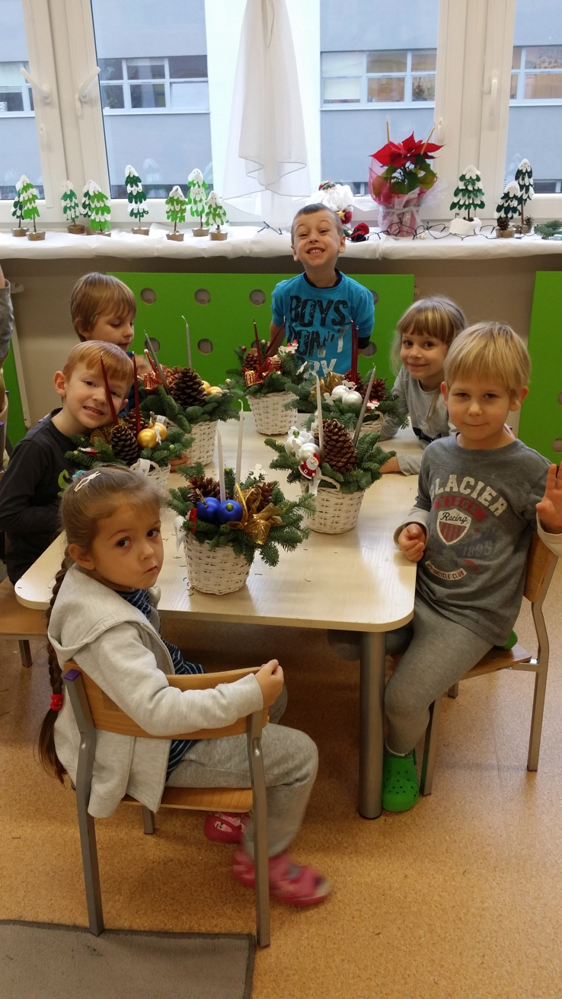 BOYS
DON'T
CRY
GLACIER
Racing
1895
MOTORCYCLE CLUB